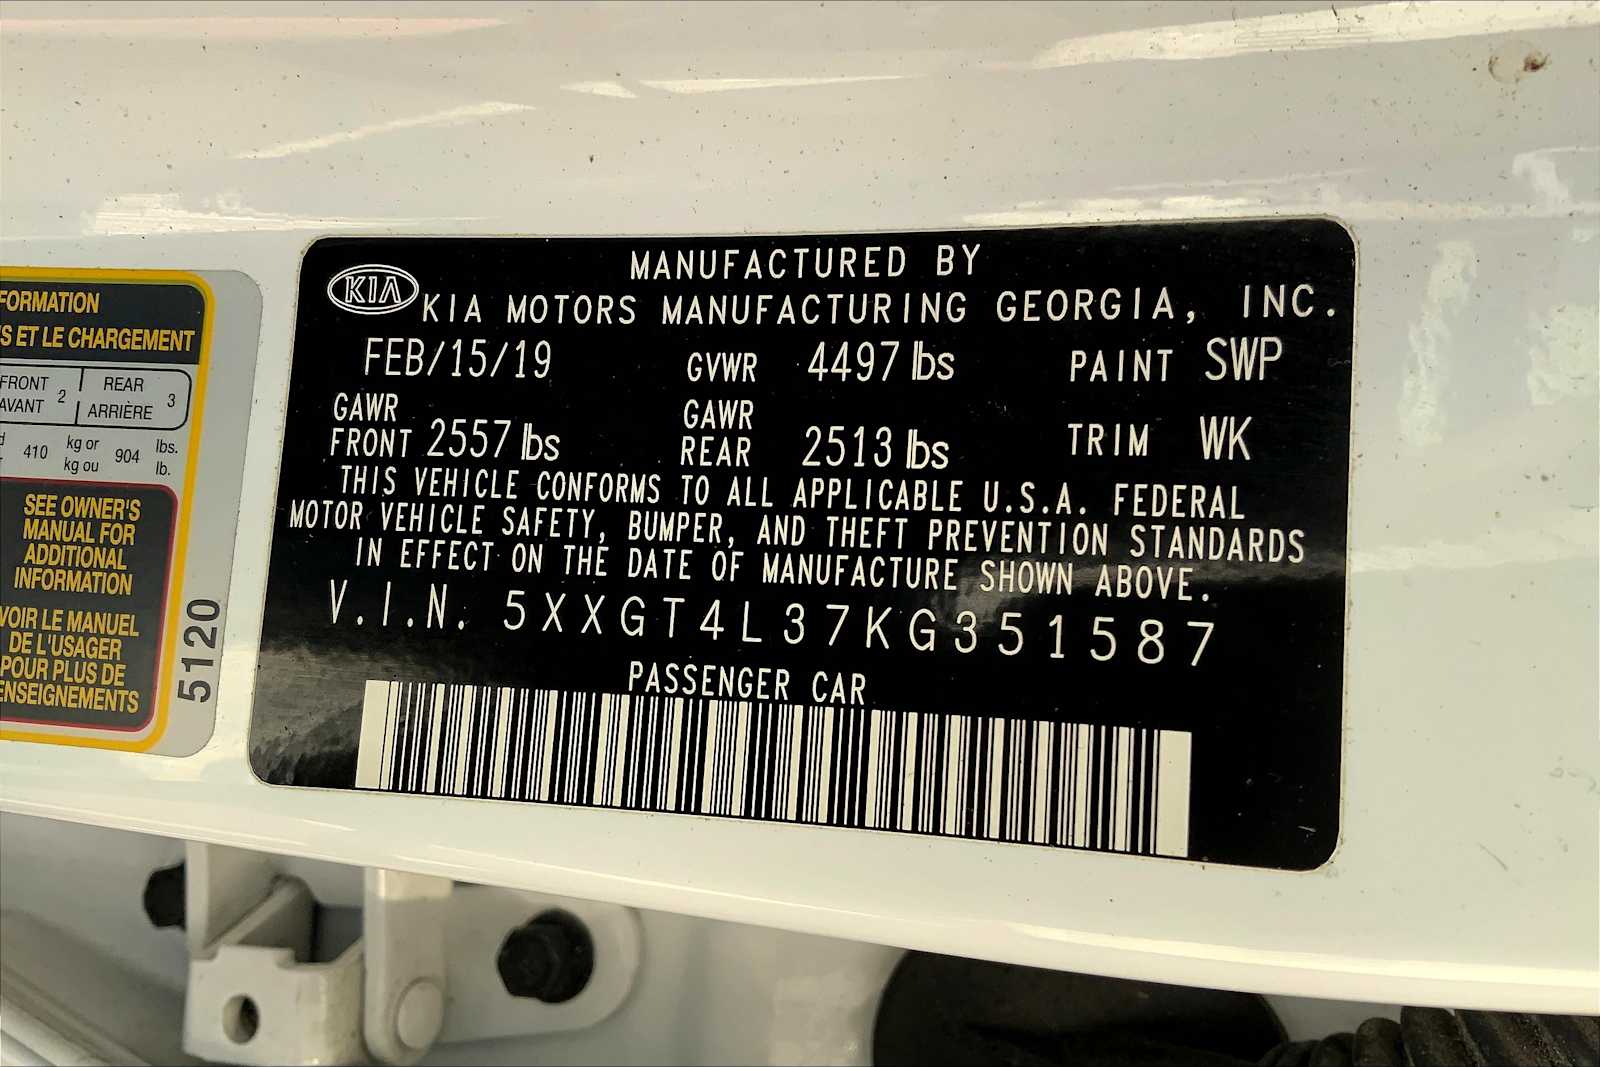 FORMATION
S ET LE CHARGEMENT
FRONT
AVANT 2
REAR
ARRIÈRE 3
410 kg or
kg ou 904 lbs.
lb.
SEE OWNER'S
MANUAL FOR
ADDITIONAL
INFORMATION
VOIR LE MANUEL
DE L'USAGER
POUR PLUS DE
ENSEIGNEMENTS
5120
MANUFACTURED BY
KIA KIA MOTORS MANUFACTURING GEORGIA, INC.
FEB/15/19 GVWR 4497 lbs PAINT SWP
GAWR
FRONT 2557 lbs
GAWR
REAR 2513 lbs TRIM WK
THIS VEHICLE CONFORMS TO ALL APPLICABLE U.S.A. FEDERAL
MOTOR VEHICLE SAFETY, BUMPER, AND THEFT PREVENTION STANDARDS
IN EFFECT ON THE DATE OF MANUFACTURE SHOWN ABOVE.
V.I.N. 5XXGT4L37KG351587
PASSENGER CAR